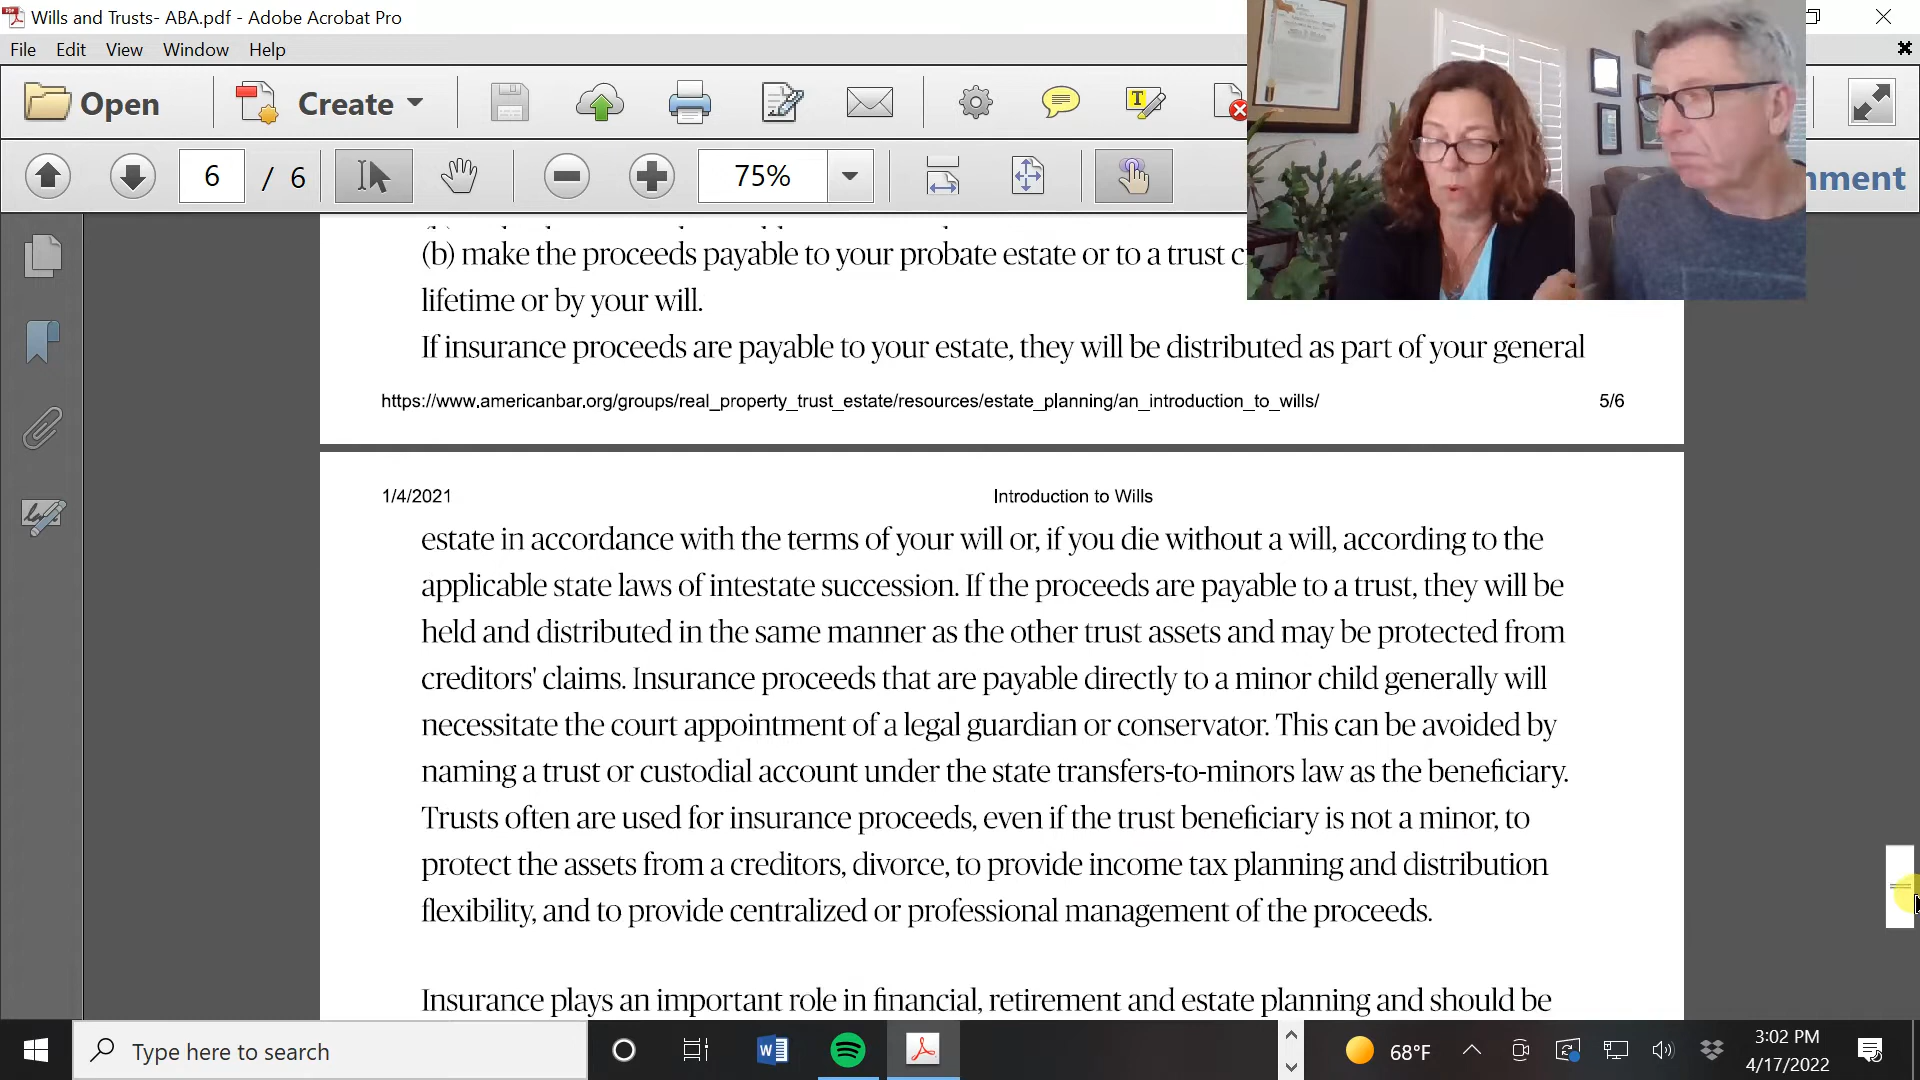 Wills and Trusts- ABA.pdf - Adobe Acrobat Pro
File Edit View Window Help
Open Create
6 / 6 75%
(b) make the proceeds payable to your probate estate or to a trust
lifetime or by your will.
If insurance proceeds are payable to your estate, they will be distributed as part of your general
https://www.americanbar.org/groups/real_property_trust_estate/resources/estate_planning/an_introduction_to_wills/ 5/6
1/4/2021 Introduction to Wills
estate in accordance with the terms of your will or, if you die without a will, according to the
applicable state laws of intestate succession. If the proceeds are payable to a trust, they will be
held and distributed in the same manner as the other trust assets and may be protected from
creditors' claims. Insurance proceeds that are payable directly to a minor child generally will
necessitate the court appointment of a legal guardian or conservator. This can be avoided by
naming a trust or custodial account under the state transfers-to-minors law as the beneficiary.
Trusts often are used for insurance proceeds, even if the trust beneficiary is not a minor, to
protect the assets from a creditors, divorce, to provide income tax planning and distribution
flexibility, and to provide centralized or professional management of the proceeds.
Insurance plays an important role in financial, retirement and estate planning and should be
Type here to search
68°F
3:02 PM
4/17/2022